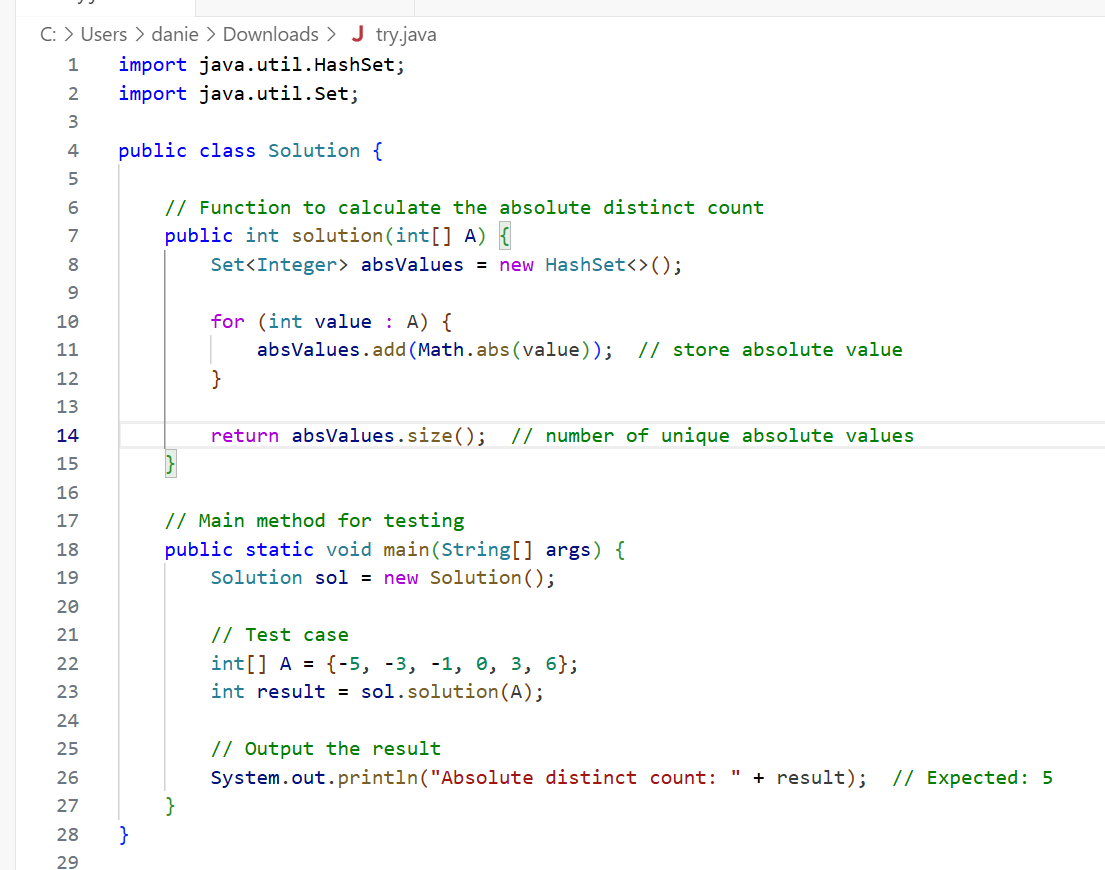 C: > Users > danie > Downloads > J try.java
1 import java.util.HashSet;
2 import java.util.Set;
3
4 public class Solution {
5
6     // Function to calculate the absolute distinct count
7     public int solution(int[] A) {
8         Set<Integer> absValues = new HashSet<>();
9
10         for (int value : A) {
11             absValues.add(Math.abs(value));  // store absolute value
12         }
13
14         return absValues.size();  // number of unique absolute values
15     }
16
17     // Main method for testing
18     public static void main(String[] args) {
19         Solution sol = new Solution();
20
21         // Test case
22         int[] A = {-5, -3, -1, 0, 3, 6};
23         int result = sol.solution(A);
24
25         // Output the result
26         System.out.println("Absolute distinct count: " + result);  // Expected: 5
27     }
28 }
29